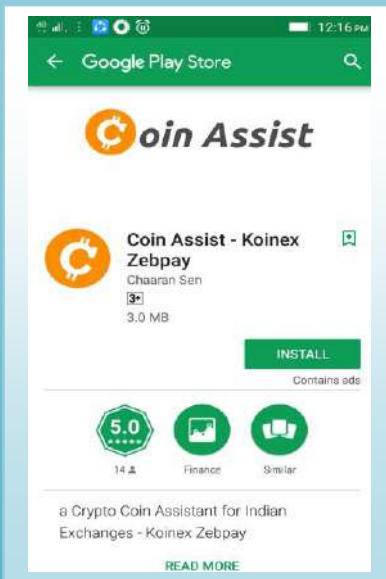 12:16 PM
Google Play Store
Coin Assist
Coin Assist - Koinex
Zebpay
Chaaran Sen
3+
3.0 MB
INSTALL
Contains ads
5.0
14
Finance
Similar
a Crypto Coin Assistant for Indian
Exchanges - Koinex Zebpay
READ MORE